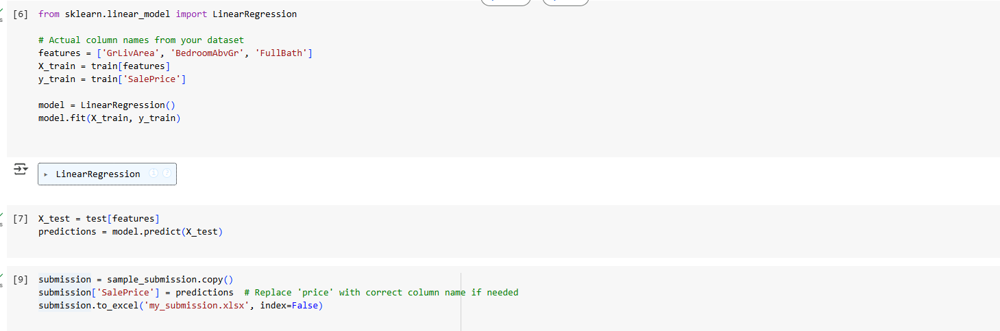 [6] from sklearn.linear_model import LinearRegression
# Actual column names from your dataset
features = ['GrLivArea', 'BedroomAbvGr', 'FullBath']
X_train = train[features]
y_train = train['SalePrice']
model = LinearRegression()
model.fit(X_train, y_train)
LinearRegression
[7] X_test = test[features]
predictions = model.predict(X_test)
[9] submission = sample_submission.copy()
submission['SalePrice'] = predictions  # Replace 'price' with correct column name if needed
submission.to_excel('my_submission.xlsx', index=False)